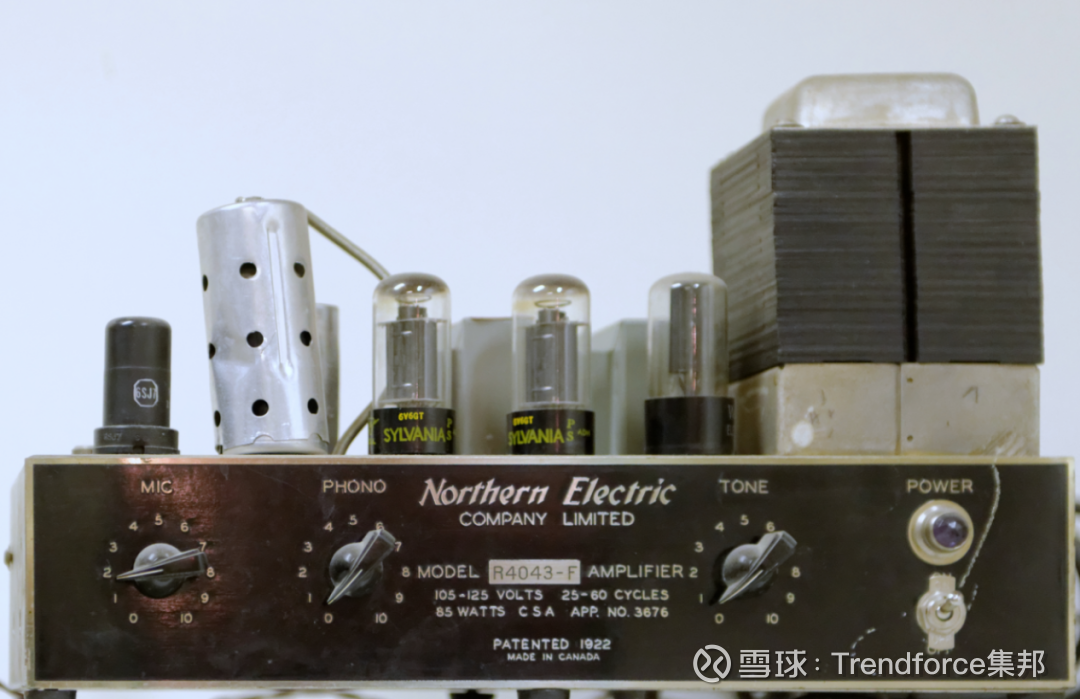 6SJ7
6V6GT
SYLVANIA
6V6GT
SYLVANIA
MIC
PHONO
Northern Electric
COMPANY LIMITED
TONE
POWER
0 1 2 3 4 5 6 7 8 9 10
0 1 2 3 4 5 6 7 8 9 10
MODEL R4043-F AMPLIFIER
105-125 VOLTS 25-60 CYCLES
85 WATTS C S A APP. NO. 3676
0 1 2 3 4 5 6 8 9 10
PATENTED 1922
MADE IN CANADA
OFF
雪球：Trendforce集邦